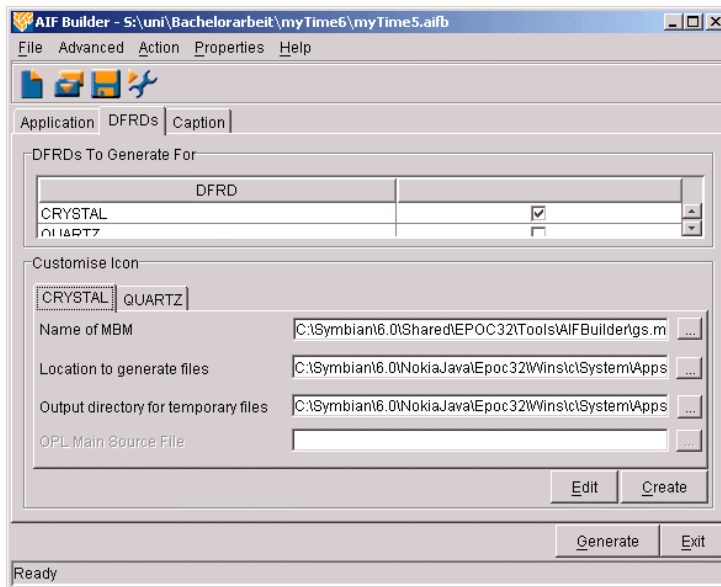 AIF Builder - S:\uni\Bachelorarbeit\myTime6\myTime5.aifb
File Advanced Action Properties Help
Application DFRDs Caption
DFRDs To Generate For
DFRD
CRYSTAL
QUARTZ
Customise Icon
CRYSTAL QUARTZ
Name of MBM C:\Symbian\6.0\Shared\EPOC32\Tools\AIFBuilder\gs.m ...
Location to generate files C:\Symbian\6.0\NokiaJava\Epoc32\Wins\c\System\Apps ...
Output directory for temporary files C:\Symbian\6.0\NokiaJava\Epoc32\Wins\c\System\Apps ...
OPL Main Source File ...
Edit Create
Generate Exit
Ready